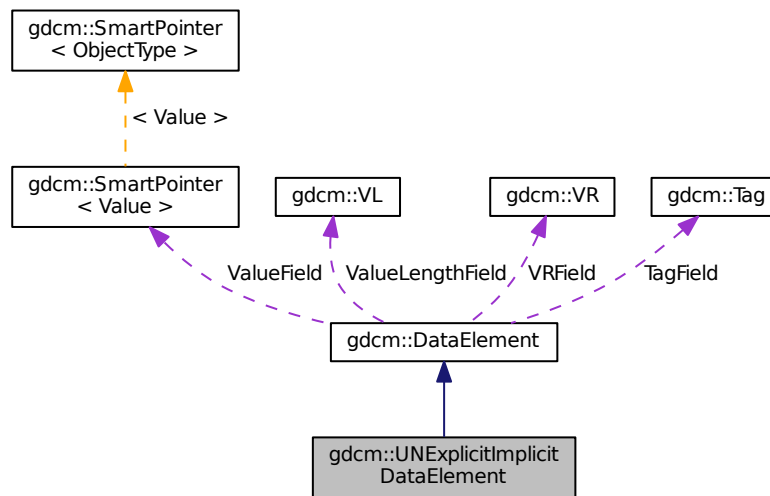 gdcm::SmartPointer
< ObjectType >
< Value >
gdcm::SmartPointer
< Value >
gdcm::VL
gdcm::VR
gdcm::Tag
ValueField
ValueLengthField
VRField
TagField
gdcm::DataElement
gdcm::UNExplicitImplicit
DataElement